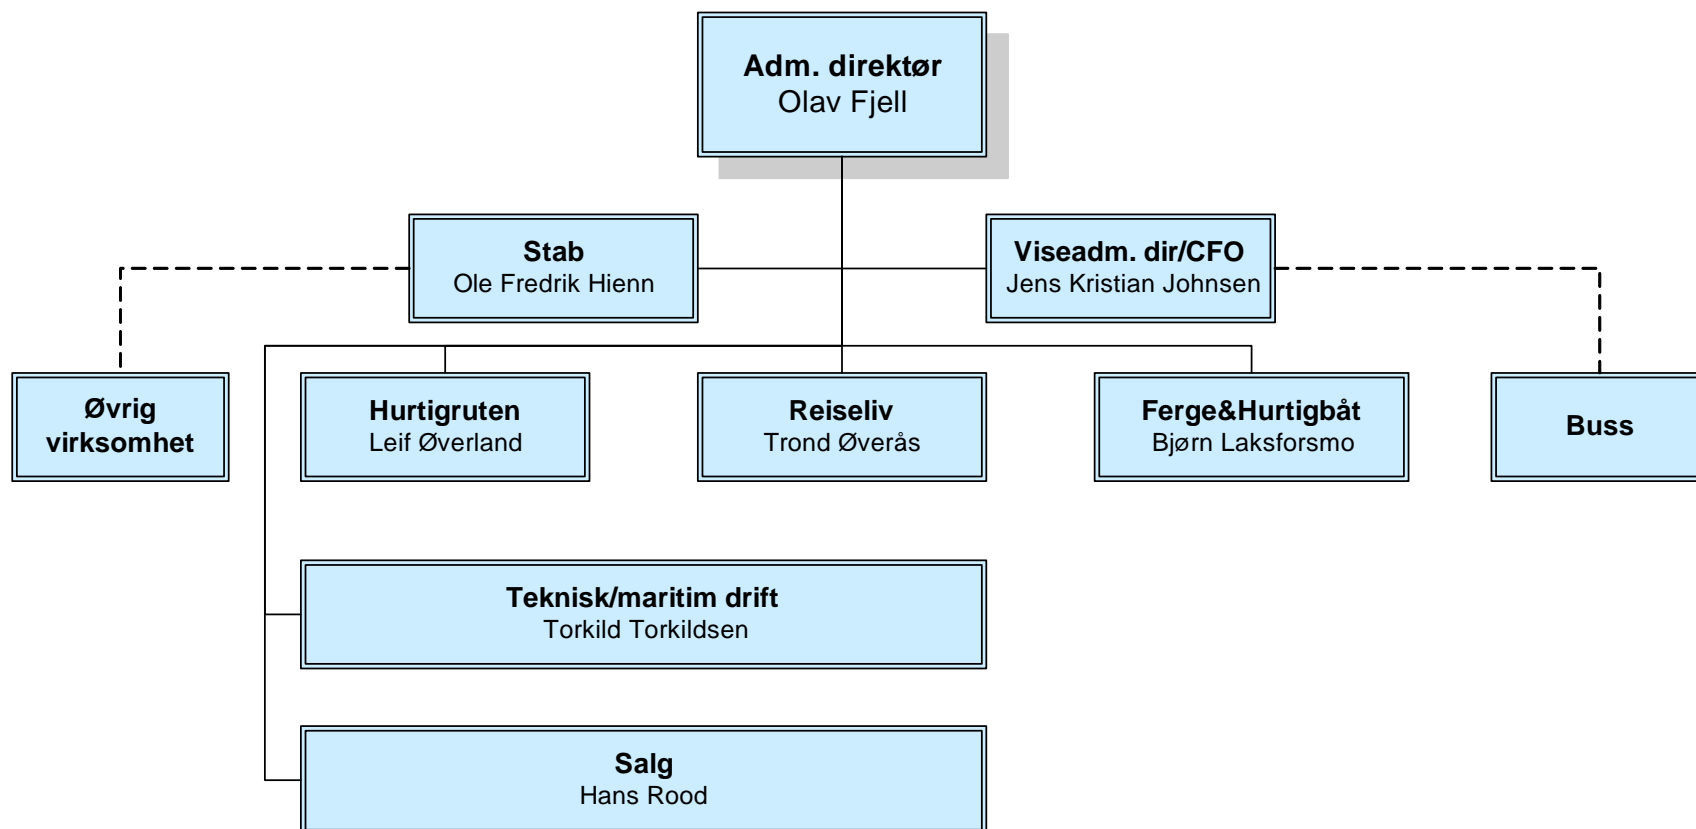 Adm. direktør
Olav Fjell
Stab
Ole Fredrik Hienn
Viseadm. dir/CFO
Jens Kristian Johnsen
Øvrig
virksomhet
Hurtigruten
Leif Øverland
Reiseliv
Trond Øverås
Ferge&Hurtigbåt
Bjørn Laksforsmo
Buss
Teknisk/maritim drift
Torkild Torkildsen
Salg
Hans Rood